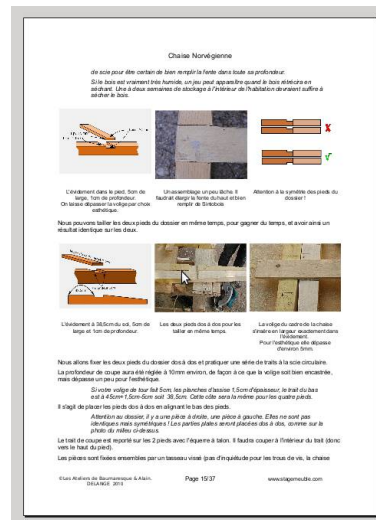 Chaise Norvégienne
de scie pour être certain de bien remplir la fente dans toute sa profondeur.
Si le bois est vraiment très humide, un jeu peut apparaître quand le bois rétrécira en
séchant. Une à deux semaines de stockage à l'intérieur de l'habitation devraient suffire à
sécher le bois.
L'évidement dans le pied, 5cm de
large, 1cm de profondeur.
On laisse dépasser la volige par choix
esthétique.
Un assemblage un peu lâche. Il
faudrait élargir la fente du haut et bien
remplir de Sintobois
Attention à la symétrie des pieds du
dossier !
Nous pouvons tailler les deux pieds du dossier en même temps, pour gagner du temps, et avoir ainsi un
résultat identique sur les deux.
L'évidement à 38,5cm du sol, 5cm de
large et 1cm de profondeur.
Les deux pieds dos à dos pour les
tailler en même temps.
La volige du cadre de la chaise
s'insère en largeur exactement dans
l'évidement.
Pour l'esthétique elle dépasse
d'environ 5mm.
Nous allons fixer les deux pieds du dossier dos à dos et pratiquer une série de traits à la scie circulaire.
La profondeur de coupe aura été réglée à 10mm environ, de façon à ce que la volige soit bien encastrée,
mais dépasse un peu pour l'esthétique.
Si votre volige de tour fait 5cm, les planches d'assise 1,5cm d'épaisseur, le trait du bas
est à 45cm-1,5cm-5cm soit 38,5cm. Cette côte sera la même pour les quatre pieds.
Il s'agit de placer les pieds dos à dos en alignant le bas des pieds.
Attention au dossier, il y a une pièce à droite, une pièce à gauche. Elles ne sont pas
identiques mais symétriques ! Les parties plates seront placées dos à dos, comme sur la
photo du milieu ci-dessus.
Le trait de coupe est reporté sur les 2 pieds avec l'équerre à talon. Il faudra couper à l'intérieur du trait (donc
vers le haut du pied).
Les pièces sont fixées ensembles par un tasseau vissé (pas d'inquiétude pour les trous de vis, la chaise
©Les Ateliers de Baumaresque & Alain
DELANGE 2010
Page 15/37
www.stagemeuble.com